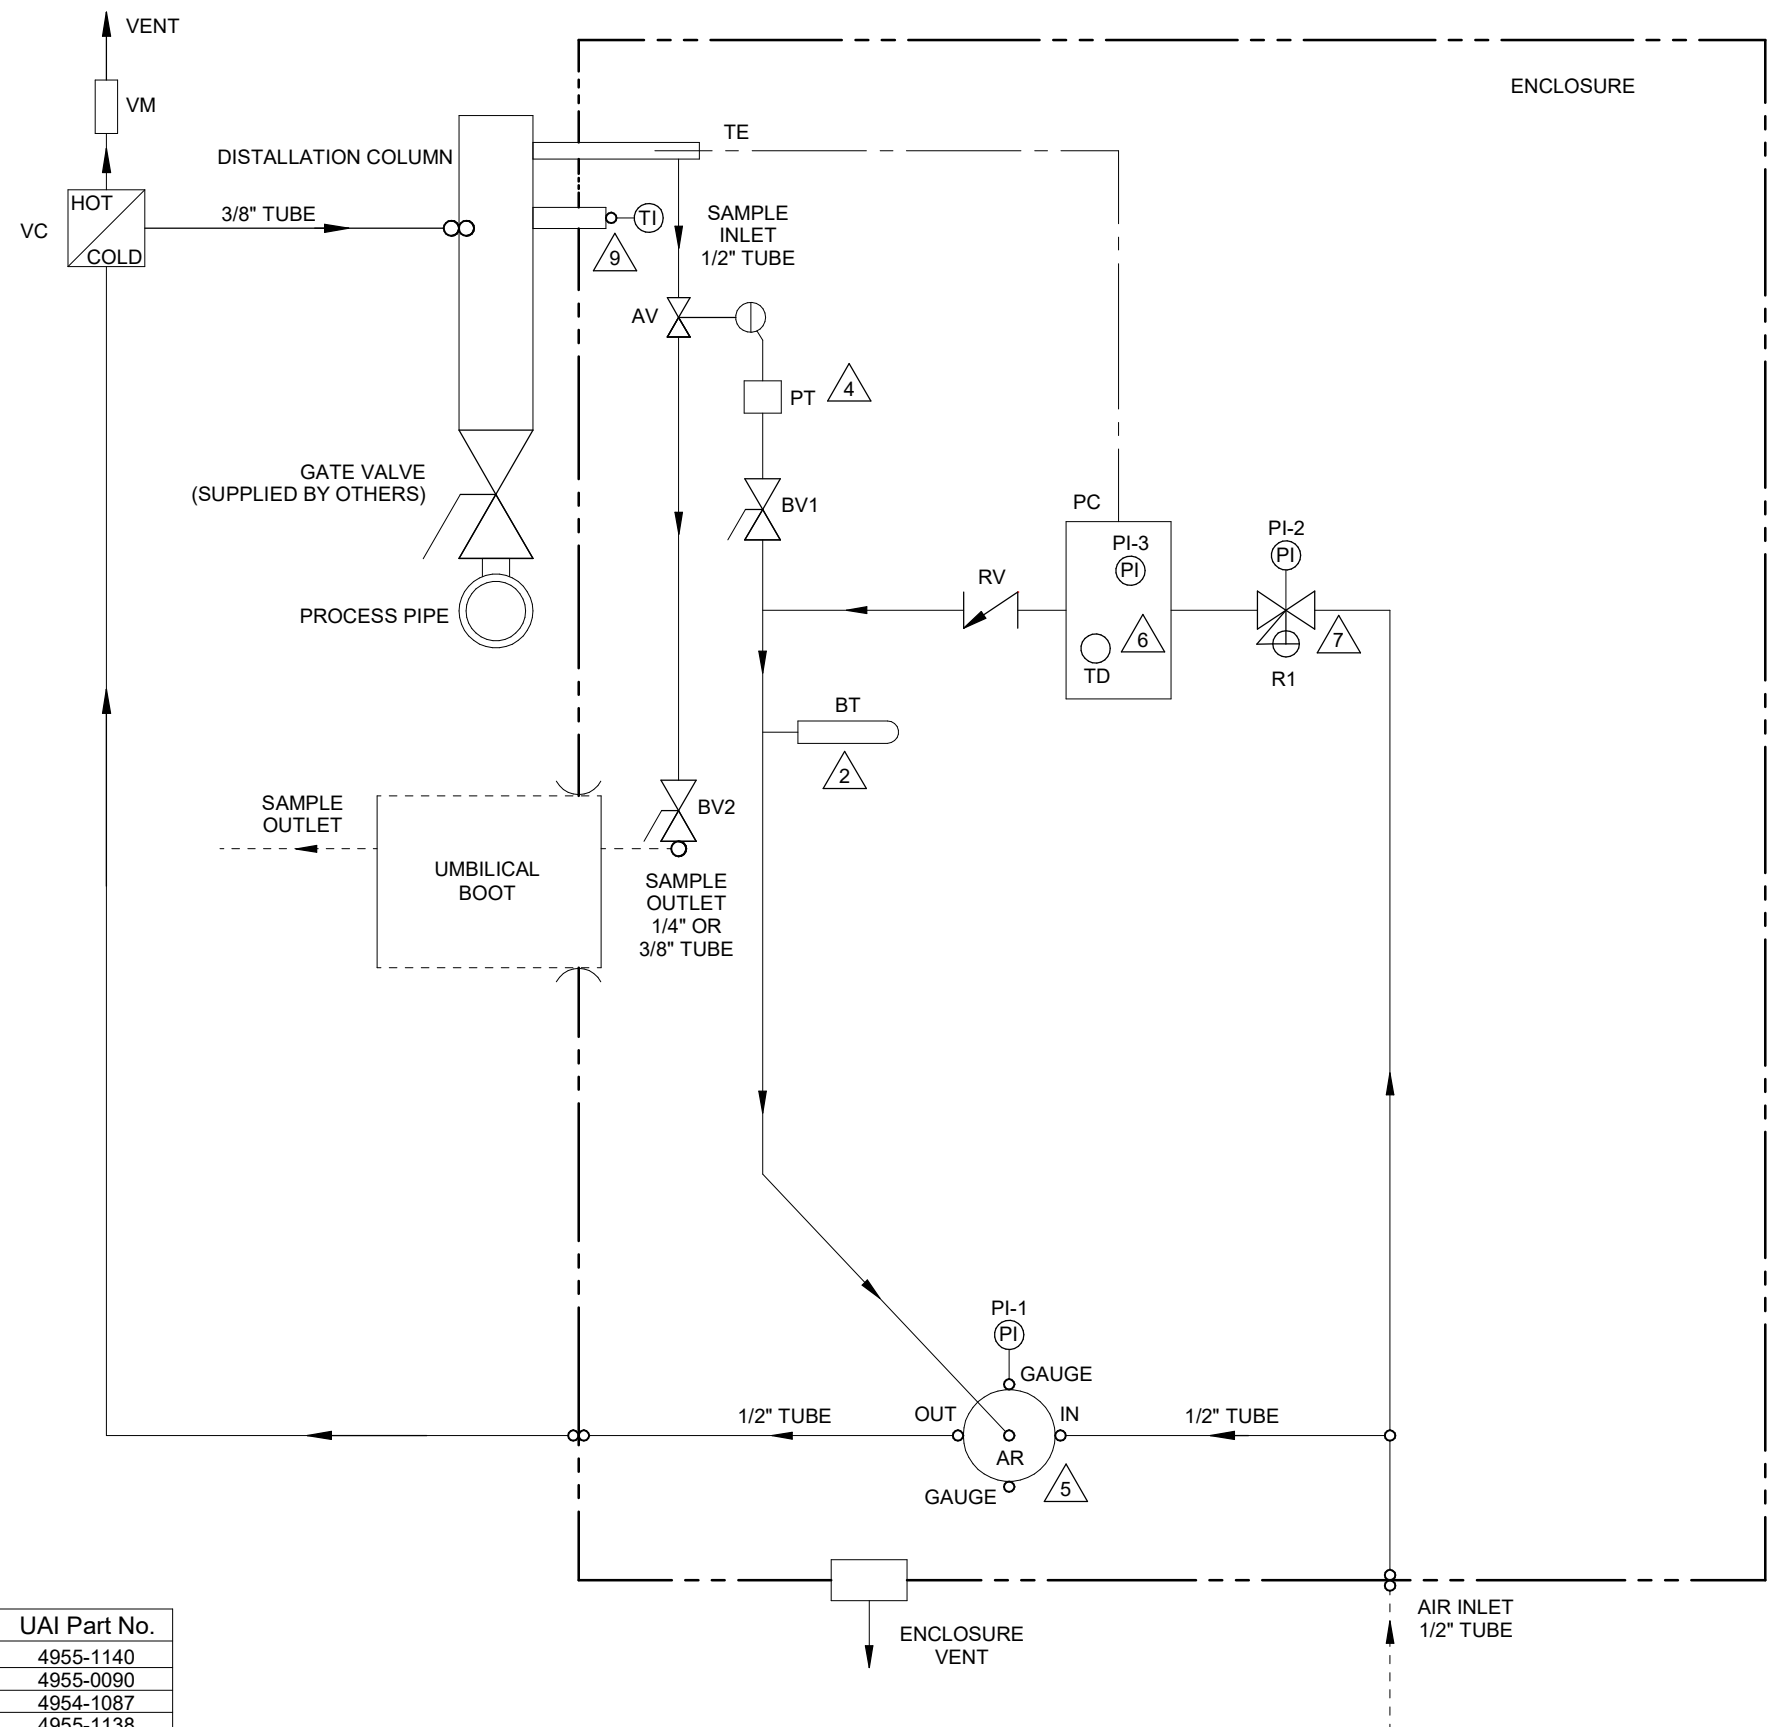 VENT
VM
ENCLOSURE
DISTALLATION COLUMN
TE
HOT
COLD
VC
3/8" TUBE
TI
9
SAMPLE
INLET
1/2" TUBE
AV
PT
4
GATE VALVE
(SUPPLIED BY OTHERS)
BV1
PC
PI-3
PI
PI-2
PI
RV
6
7
TD
R1
PROCESS PIPE
BT
2
SAMPLE
OUTLET
BV2
UMBILICAL
BOOT
SAMPLE
OUTLET
1/4" OR
3/8" TUBE
PI-1
PI
GAUGE
1/2" TUBE
OUT
IN
1/2" TUBE
AR
5
GAUGE
ENCLOSURE
VENT
AIR INLET
1/2" TUBE
UAI Part No.
4955-1140
4955-0090
4954-1087
4955-1138